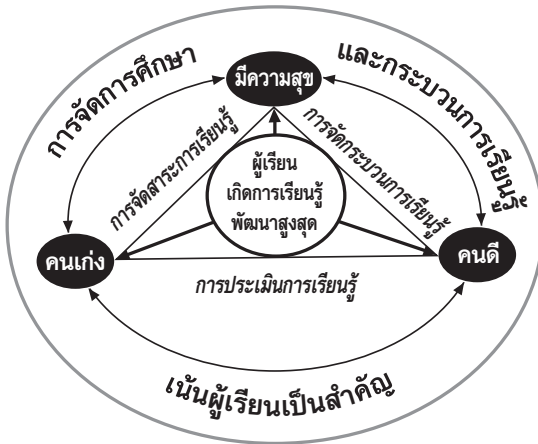 การจัดการศึกษา
และกระบวนการเรียนรู้
มีความสุข
การจัดสาระการเรียนรู้
การจัดกระบวนการเรียนรู้
ผู้เรียน
เกิดการเรียนรู้
พัฒนาสูงสุด
คนเก่ง
คนดี
การประเมินการเรียนรู้
เน้นผู้เรียนเป็นสำคัญ